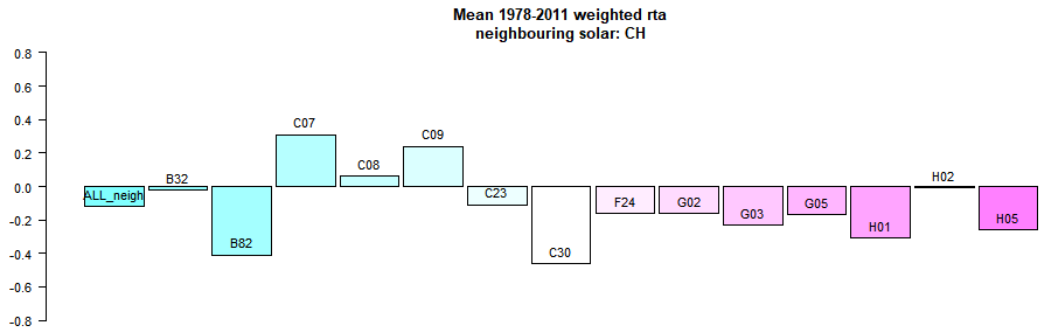 Mean 1978-2011 weighted rta
neighbouring solar: CH
0.8
0.6
0.4
0.2
0.0
-0.2
-0.4
-0.6
-0.8
ALL_neigh
B32
B82
C07
C08
C09
C23
C30
F24
G02
G03
G05
H01
H02
H05